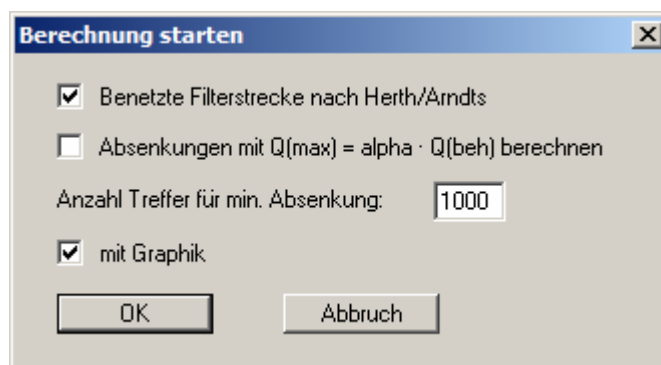 Berechnung starten
Benetzte Filterstrecke nach Herth/Arndts
Absenkungen mit Q(max) = alpha · Q(beh) berechnen
Anzahl Treffer für min. Absenkung: 1000
mit Graphik
OK Abbruch